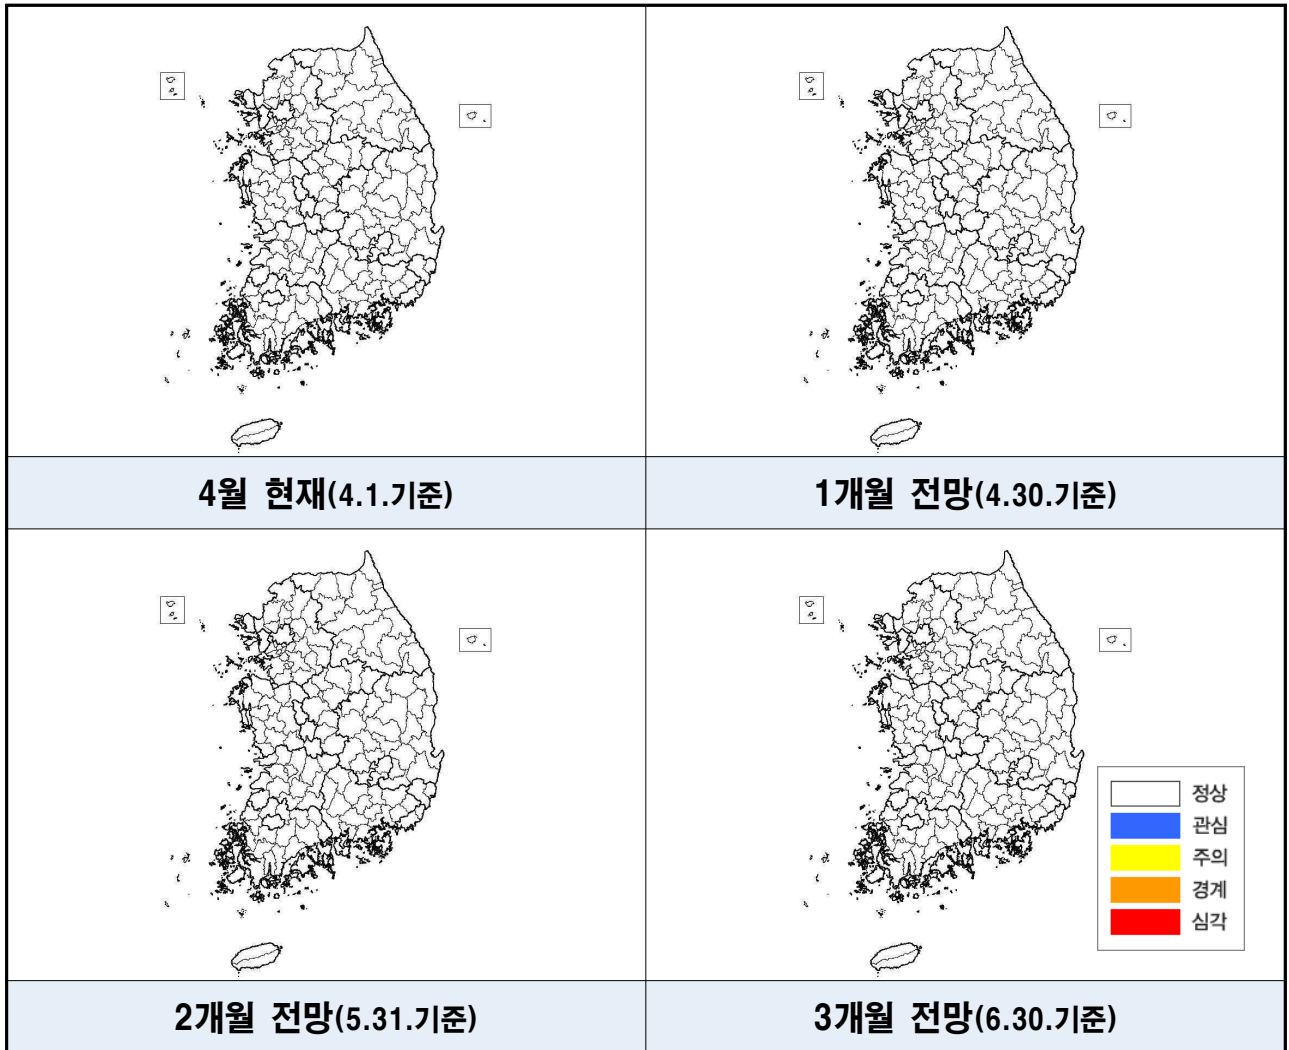 4월 현재(4.1.기준)
1개월 전망(4.30.기준)
정상
관심
주의
경계
심각
2개월 전망(5.31.기준)
3개월 전망(6.30.기준)